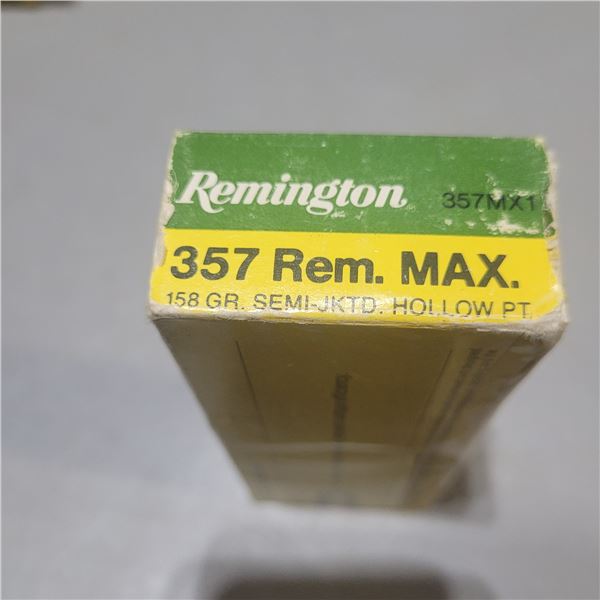 Remington 357MX1
357 Rem. MAX.
158 GR. SEMI-JKTD. HOLLOW PT.